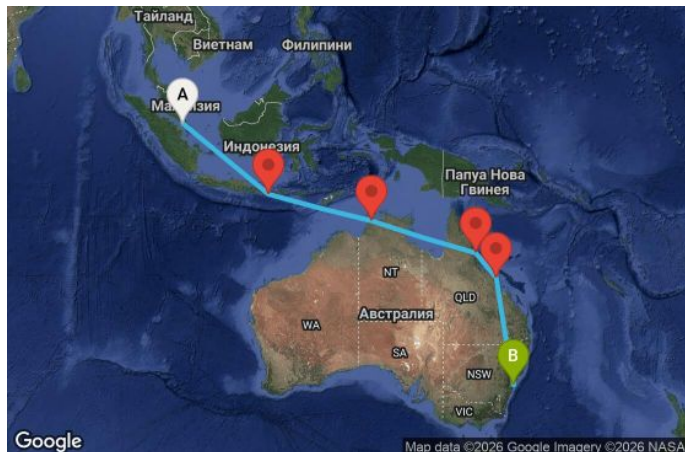 Тайланд
Виетнам
Филипини
A
Малайзия
Индонезия
Папуа Нова
Гвинея
NT
QLD
Австралия
WA
SA
B
NSW
VIC
Google
Map data ©2026 Google Imagery ©2026 NASA